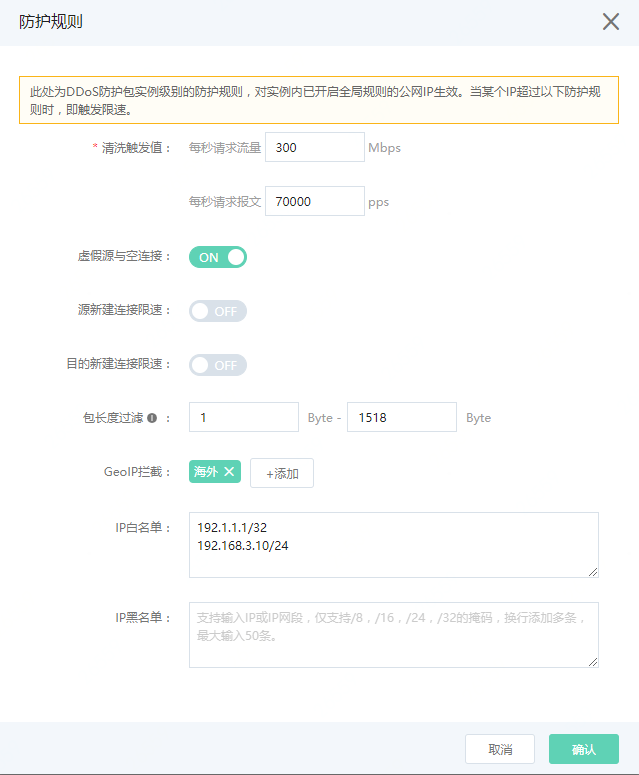 防护规则
此处为DDoS防护包实例级别的防护规则，对实例内已开启全局规则的公网IP生效。当某个IP超过以下防护规
则时，即触发限速。
* 清洗触发值： 每秒请求流量 300 Mbps
每秒请求报文 70000 pps
虚假源与空连接： ON
源新建连接限速： OFF
目的新建连接限速： OFF
包长度过滤 ： 1 Byte - 1518 Byte
GeoIP拦截： 海外 +添加
IP白名单： 192.1.1.1/32
192.168.3.10/24
IP黑名单： 支持输入IP或IP网段，仅支持/8，/16，/24，/32的掩码，换行添加多条，
最大输入50条。
取消 确认